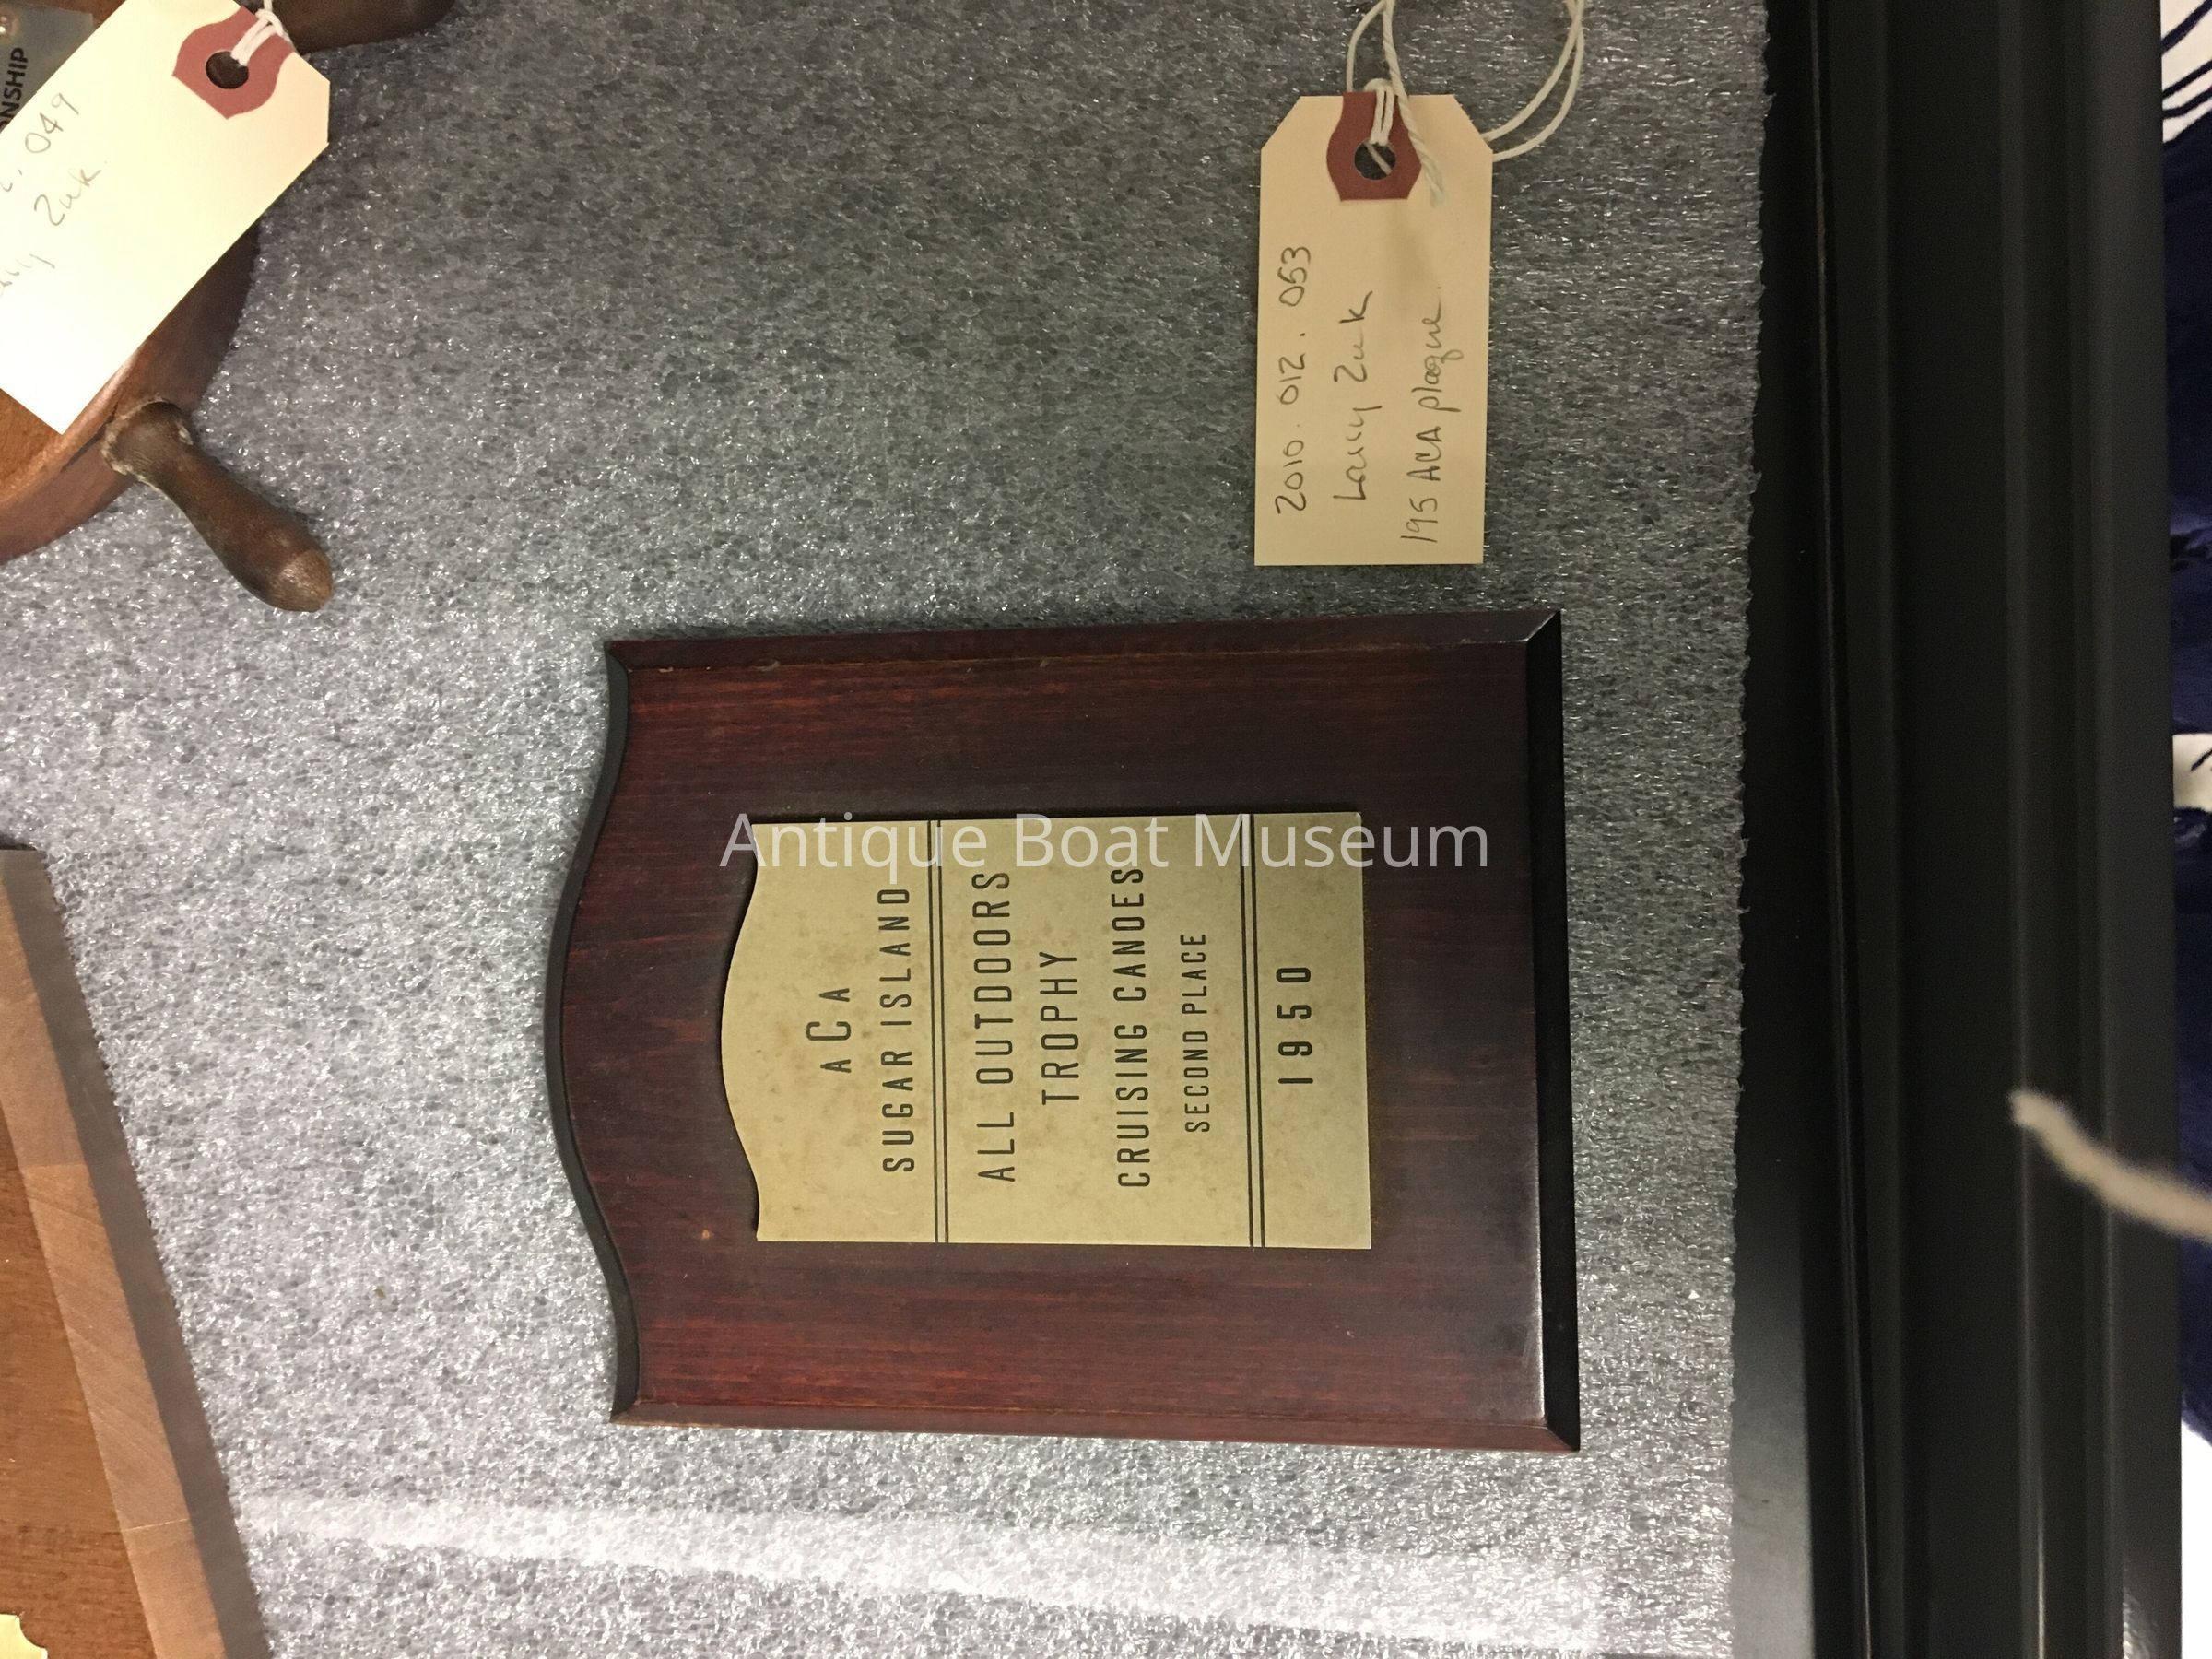 ACA
SUGAR ISLAND
ALL OUTDOORS
TROPHY
CRUISING CANOES
SECOND PLACE
1950
2010.012.053
Larry Zuk
195 ACA plaque.
049
Zuk
NSHIP
Antique Boat Museum